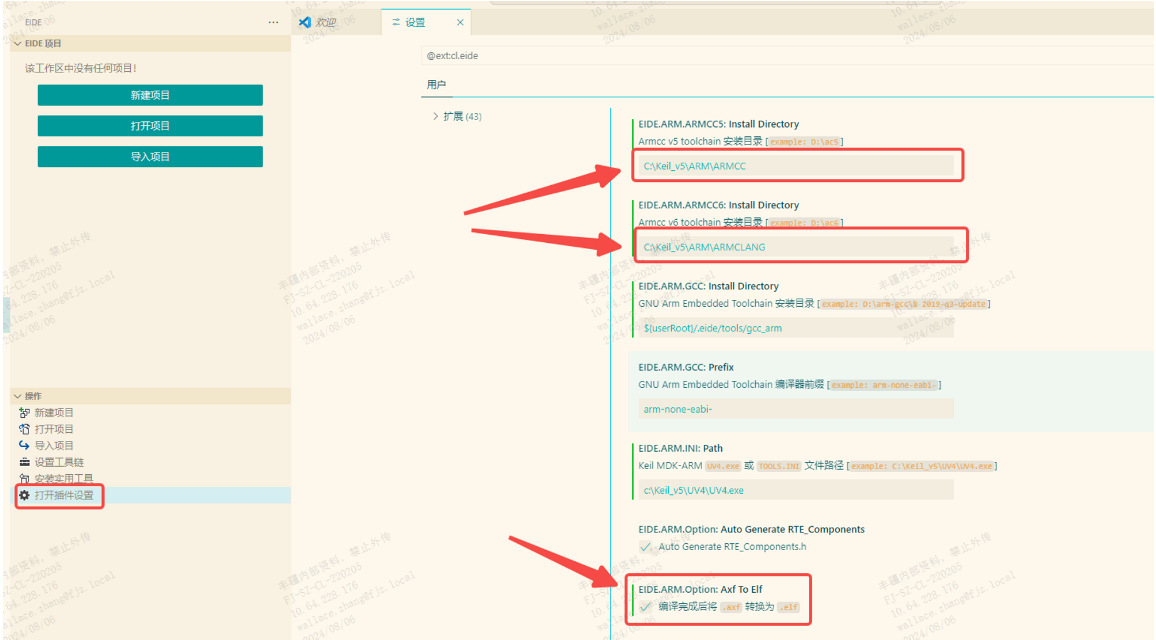 EIDE
···
欢迎
设置
×
EIDE 项目
该工作区中没有任何项目!
新建项目
打开项目
导入项目
操作
新建项目
打开项目
导入项目
设置工具链
安装实用工具
打开插件设置
@ext:cl.eide
用户
扩展 (43)
EIDE.ARM.ARMCC5: Install Directory
Armcc v5 toolchain 安装目录 [example: D:\ac5]
C:\Keil_v5\ARM\ARMCC
EIDE.ARM.ARMCC6: Install Directory
Armcc v6 toolchain 安装目录 [example: D:\ac6]
C:\Keil_v5\ARM\ARMCLANG
EIDE.ARM.GCC: Install Directory
GNU Arm Embedded Toolchain 安装目录 [example: D:\arm-gcc\8-2019-q3-update]
${userRoot}/.eide/tools/gcc_arm
EIDE.ARM.GCC: Prefix
GNU Arm Embedded Toolchain 编译器前缀 [example: arm-none-eabi-]
arm-none-eabi-
EIDE.ARM.INI: Path
Keil MDK-ARM UV4.exe 或 TOOLS.INI 文件路径 [example: C:\Keil_v5\UV4\UV4.exe]
c:\Keil_v5\UV4\UV4.exe
EIDE.ARM.Option: Auto Generate RTE_Components
Auto Generate RTE_Components.h
EIDE.ARM.Option: Axf To Elf
编译完成后将 .axf 转换为 .elf
丰疆内部资料, 禁止外传
FJ-SZ-CL-220205
10.64.228.176
wallace.zhang@fjz.local
2024/08/06